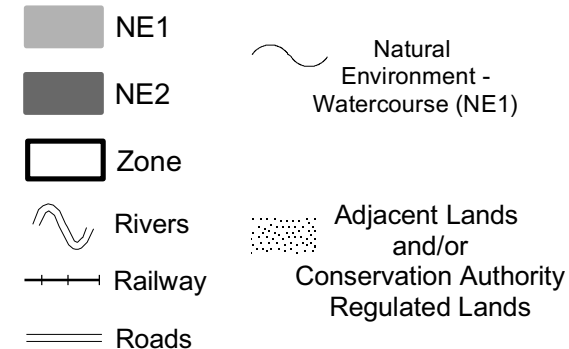 NE1
NE2
Zone
Rivers
Railway
Roads
Natural
Environment -
Watercourse (NE1)
Adjacent Lands
and/or
Conservation Authority
Regulated Lands